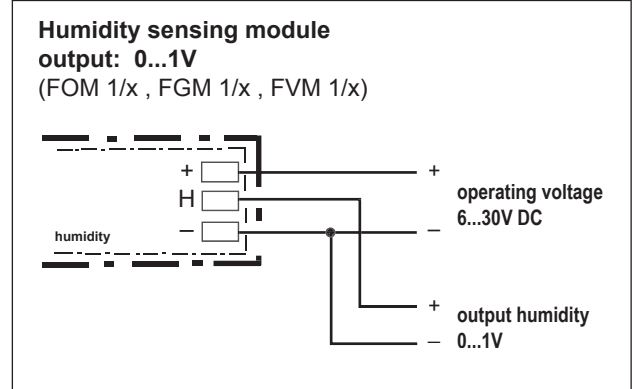 Humidity sensing module
output: 0...1V
(FOM 1/x , FGM 1/x , FVM 1/x)
+
H
–
humidity
+
operating voltage
6...30V DC
–
+
output humidity
0...1V
–